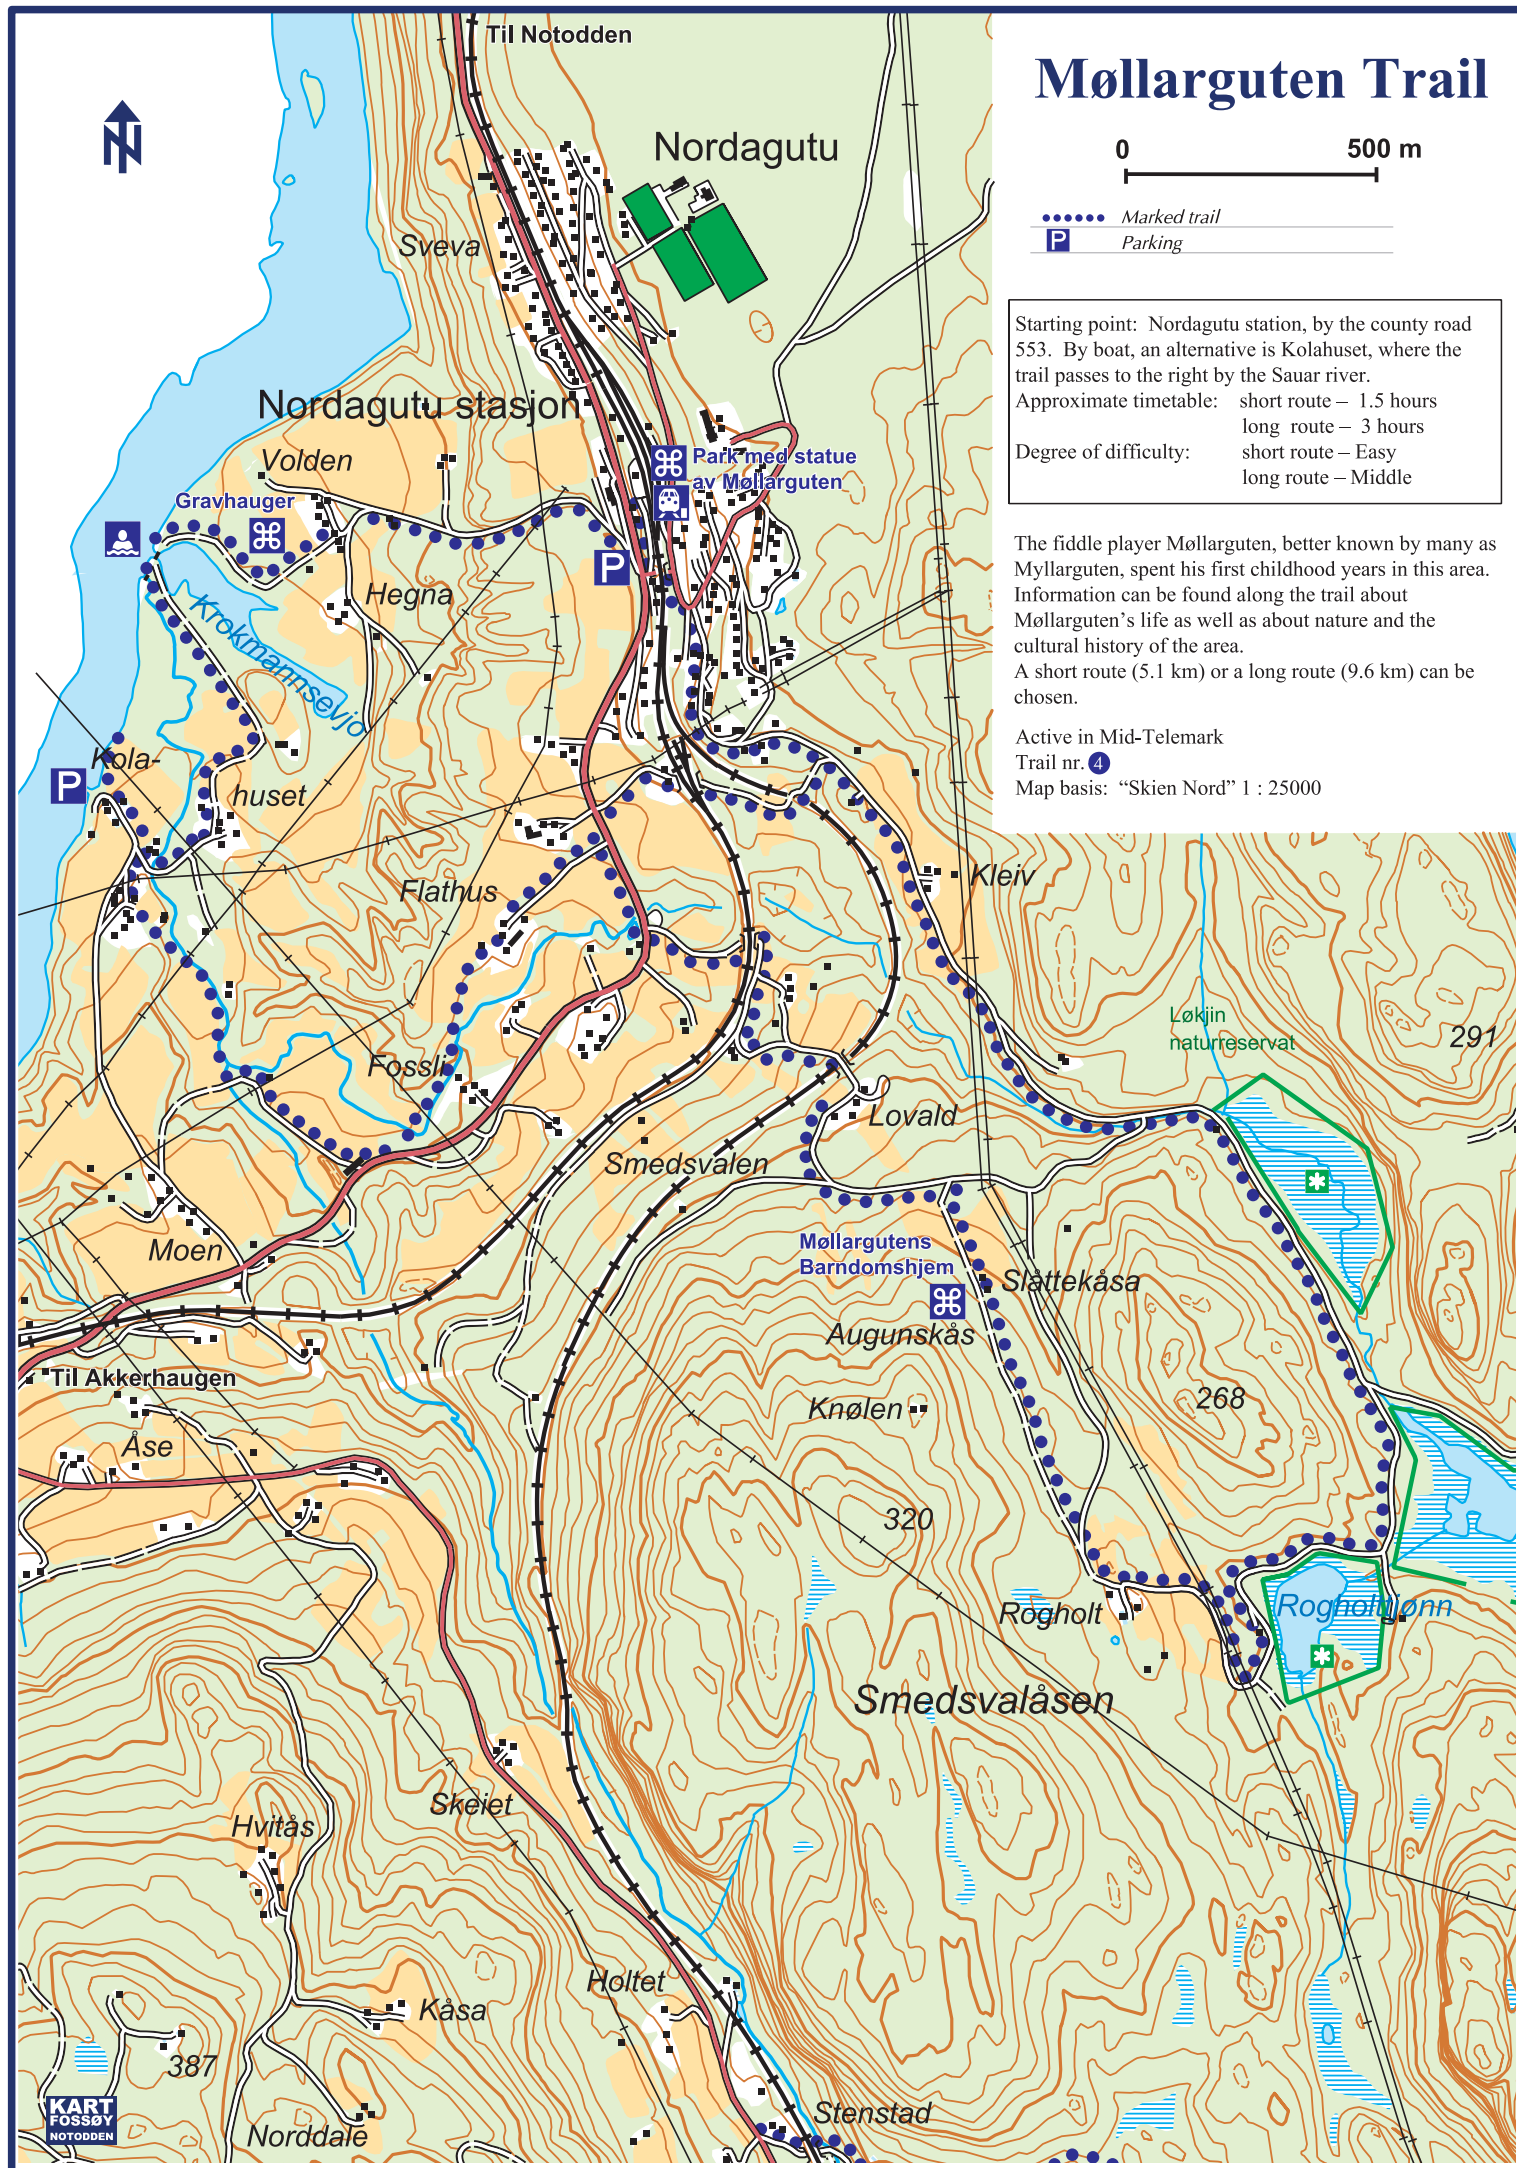 Møllarguten Trail
0 500 m
Marked trail
P Parking
Starting point: Nordagutu station, by the county road
553. By boat, an alternative is Kolahuset, where the
trail passes to the right by the Sauar river.
Approximate timetable: short route – 1.5 hours
long route – 3 hours
Degree of difficulty: short route – Easy
long route – Middle
The fiddle player Møllarguten, better known by many as
Myllarguten, spent his first childhood years in this area.
Information can be found along the trail about
Møllarguten's life as well as about nature and the
cultural history of the area.
A short route (5.1 km) or a long route (9.6 km) can be
chosen.
Active in Mid-Telemark
Trail nr. 4
Map basis: “Skien Nord” 1 : 25000
N
Til Notodden
Nordagutu
Sveva
Nordagutu stasjon
Park med statue
av Møllarguten
Volden
Gravhauger
P
Hegna
Krokmannsevjo
Kola-
P
huset
Flathus
Kleiv
Løkjin
naturreservat
291
Fossli
Lovald
Smedsvalen
Moen
Møllargutens
Barndomshjem
Slåttekåsa
Augunskås
Til Akkerhaugen
Knølen
268
Åse
320
Rogholt
Rogholttjønn
Smedsvalåsen
Skeiet
Hvitås
Holtet
Kåsa
387
Stenstad
Norddale
KART
FOSSØY
NOTODDEN